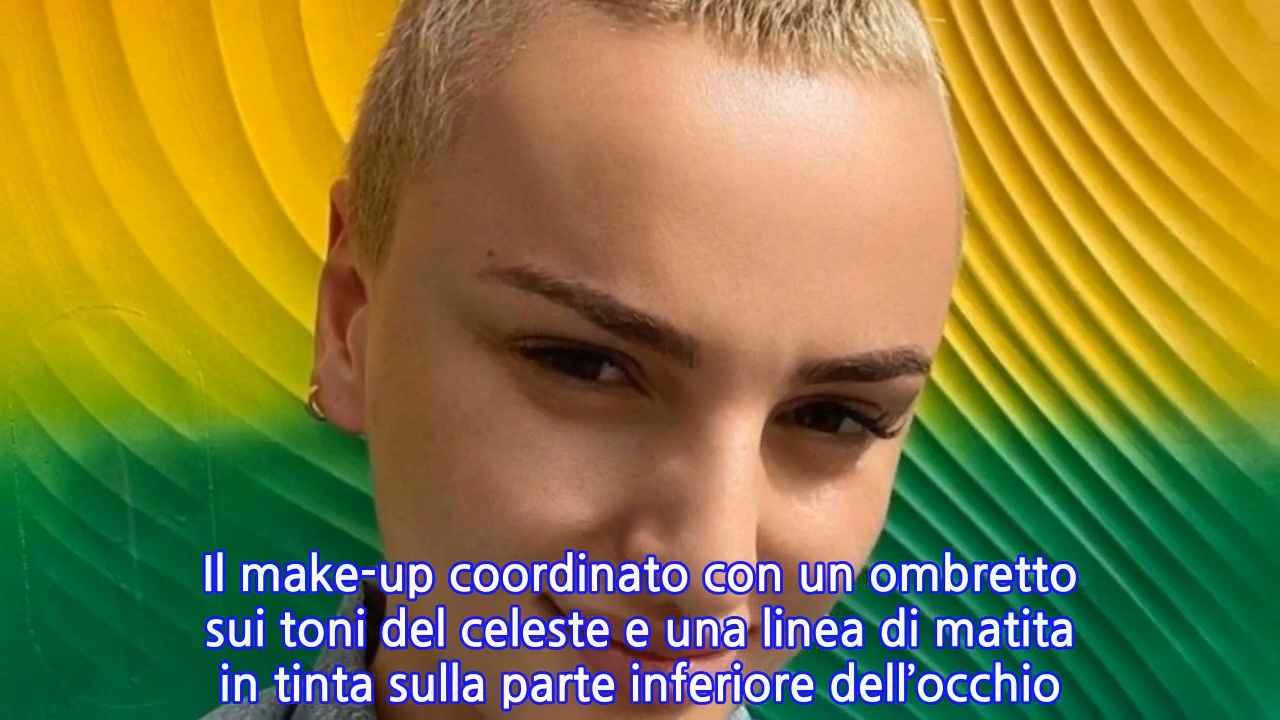 Il make-up coordinato con un ombretto
sui toni del celeste e una linea di matita
in tinta sulla parte inferiore dell’occhio